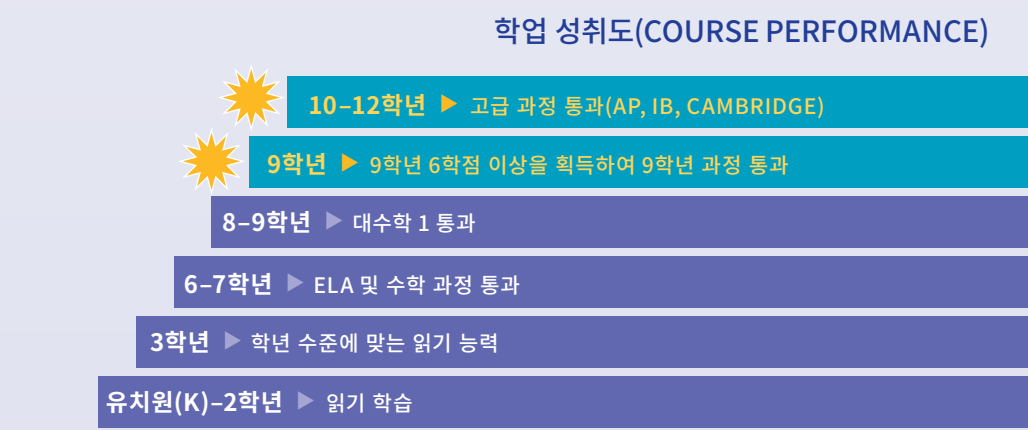 학업 성취도(COURSE PERFORMANCE)
10–12학년 ▶ 고급 과정 통과(AP, IB, CAMBRIDGE)
9학년 ▶ 9학년 6학점 이상을 획득하여 9학년 과정 통과
8–9학년 ▶ 대수학 1 통과
6–7학년 ▶ ELA 및 수학 과정 통과
3학년 ▶ 학년 수준에 맞는 읽기 능력
유치원(K)–2학년 ▶ 읽기 학습